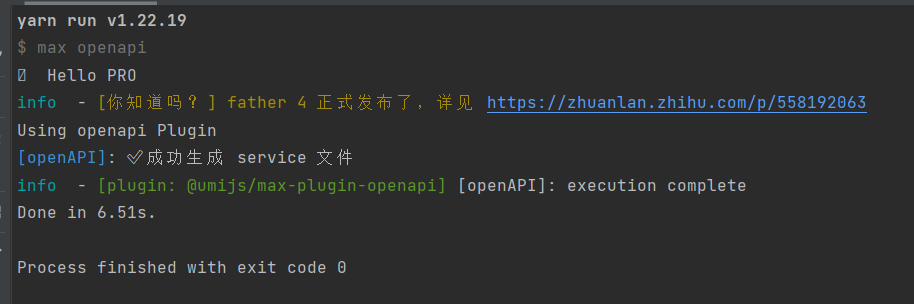 yarn run v1.22.19
$ max openapi
Hello PRO
info  - [你知道吗？] father 4 正式发布了，详见 https://zhuanlan.zhihu.com/p/558192063
Using openapi Plugin
[openAPI]: ✅成功生成 service 文件
info  - [plugin: @umijs/max-plugin-openapi] [openAPI]: execution complete
Done in 6.51s.
Process finished with exit code 0